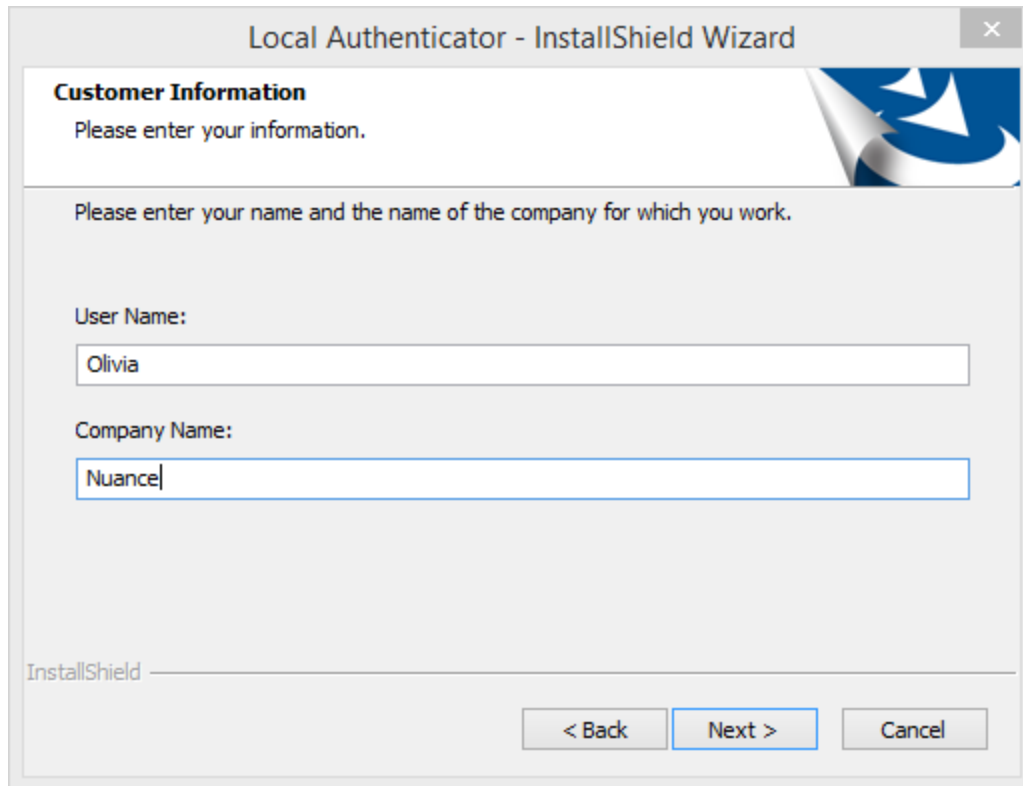 Local Authenticator - InstallShield Wizard
Customer Information
Please enter your information.
Please enter your name and the name of the company for which you work.
User Name:
Olivia
Company Name:
Nuance
InstallShield
< Back
Next >
Cancel